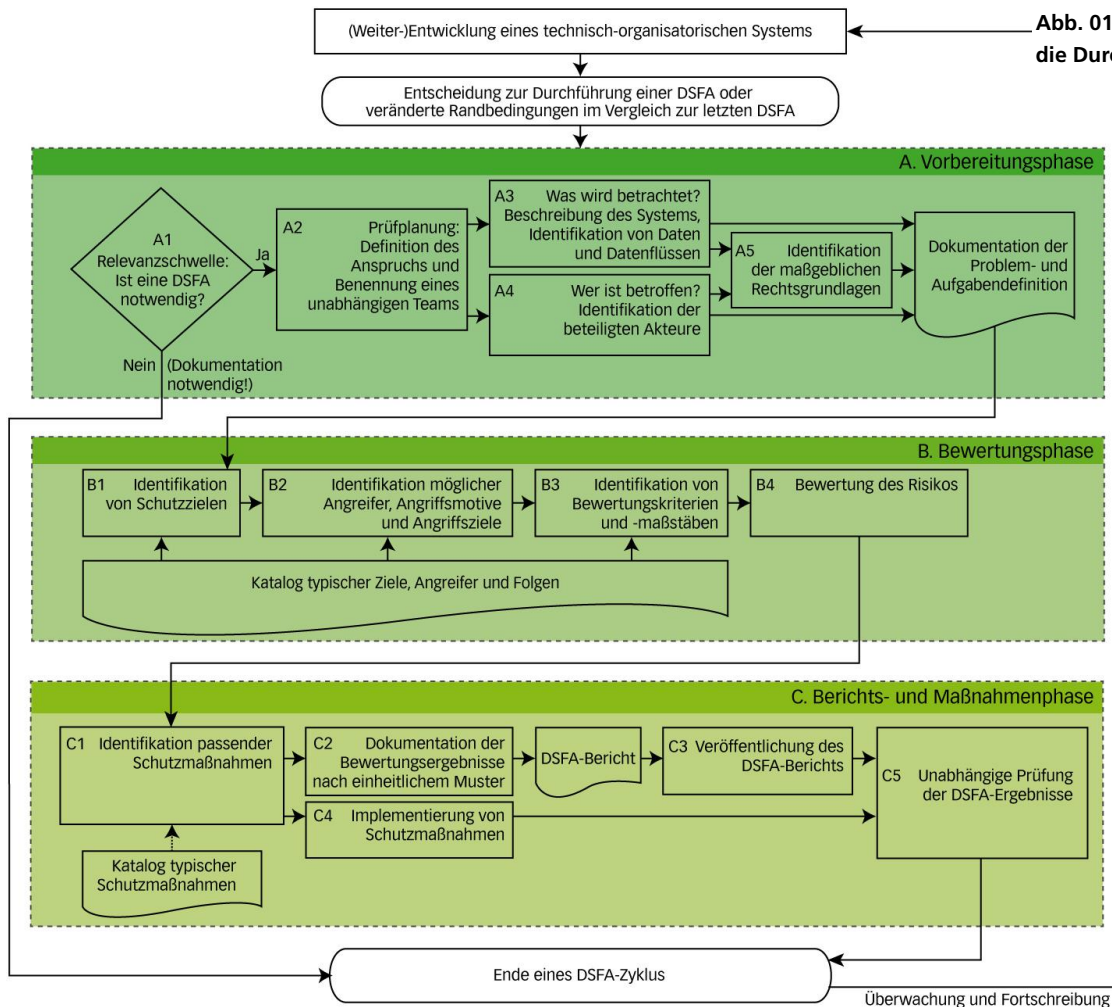 (Weiter-)Entwicklung eines technisch-organisatorischen Systems
Abb. 01
die Durc
Entscheidung zur Durchführung einer DSFA oder
veränderte Randbedingungen im Vergleich zur letzten DSFA
A. Vorbereitungsphase
A1
Relevanzschwelle:
Ist eine DSFA
notwendig?
Ja
Nein (Dokumentation
notwendig!)
A2 Prüfplanung:
Definition des
Anspruchs und
Benennung eines
unabhängigen Teams
A3 Was wird betrachtet?
Beschreibung des Systems,
Identifikation von Daten
und Datenflüssen
A4 Wer ist betroffen?
Identifikation der
beteiligten Akteure
A5 Identifikation
der maßgeblichen
Rechtsgrundlagen
Dokumentation der
Problem- und
Aufgabendefinition
B. Bewertungsphase
B1 Identifikation
von Schutzzielen
B2 Identifikation möglicher
Angreifer, Angriffsmotive
und Angriffsziele
B3 Identifikation von
Bewertungskriterien
und -maßstäben
B4 Bewertung des Risikos
Katalog typischer Ziele, Angreifer und Folgen
C. Berichts- und Maßnahmenphase
C1 Identifikation passender
Schutzmaßnahmen
C2 Dokumentation der
Bewertungsergebnisse
nach einheitlichem Muster
DSFA-Bericht
C3 Veröffentlichung des
DSFA-Berichts
C4 Implementierung von
Schutzmaßnahmen
C5 Unabhängige Prüfung
der DSFA-Ergebnisse
Katalog typischer
Schutzmaßnahmen
Ende eines DSFA-Zyklus
Überwachung und Fortschreibung